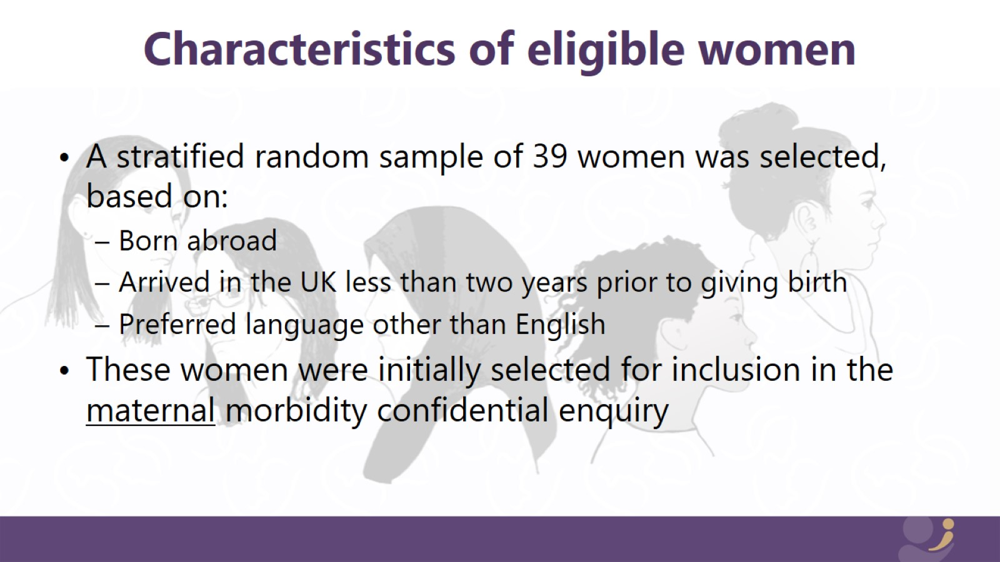 Characteristics of eligible women
• A stratified random sample of 39 women was selected,
based on:
– Born abroad
– Arrived in the UK less than two years prior to giving birth
– Preferred language other than English
• These women were initially selected for inclusion in the
maternal morbidity confidential enquiry